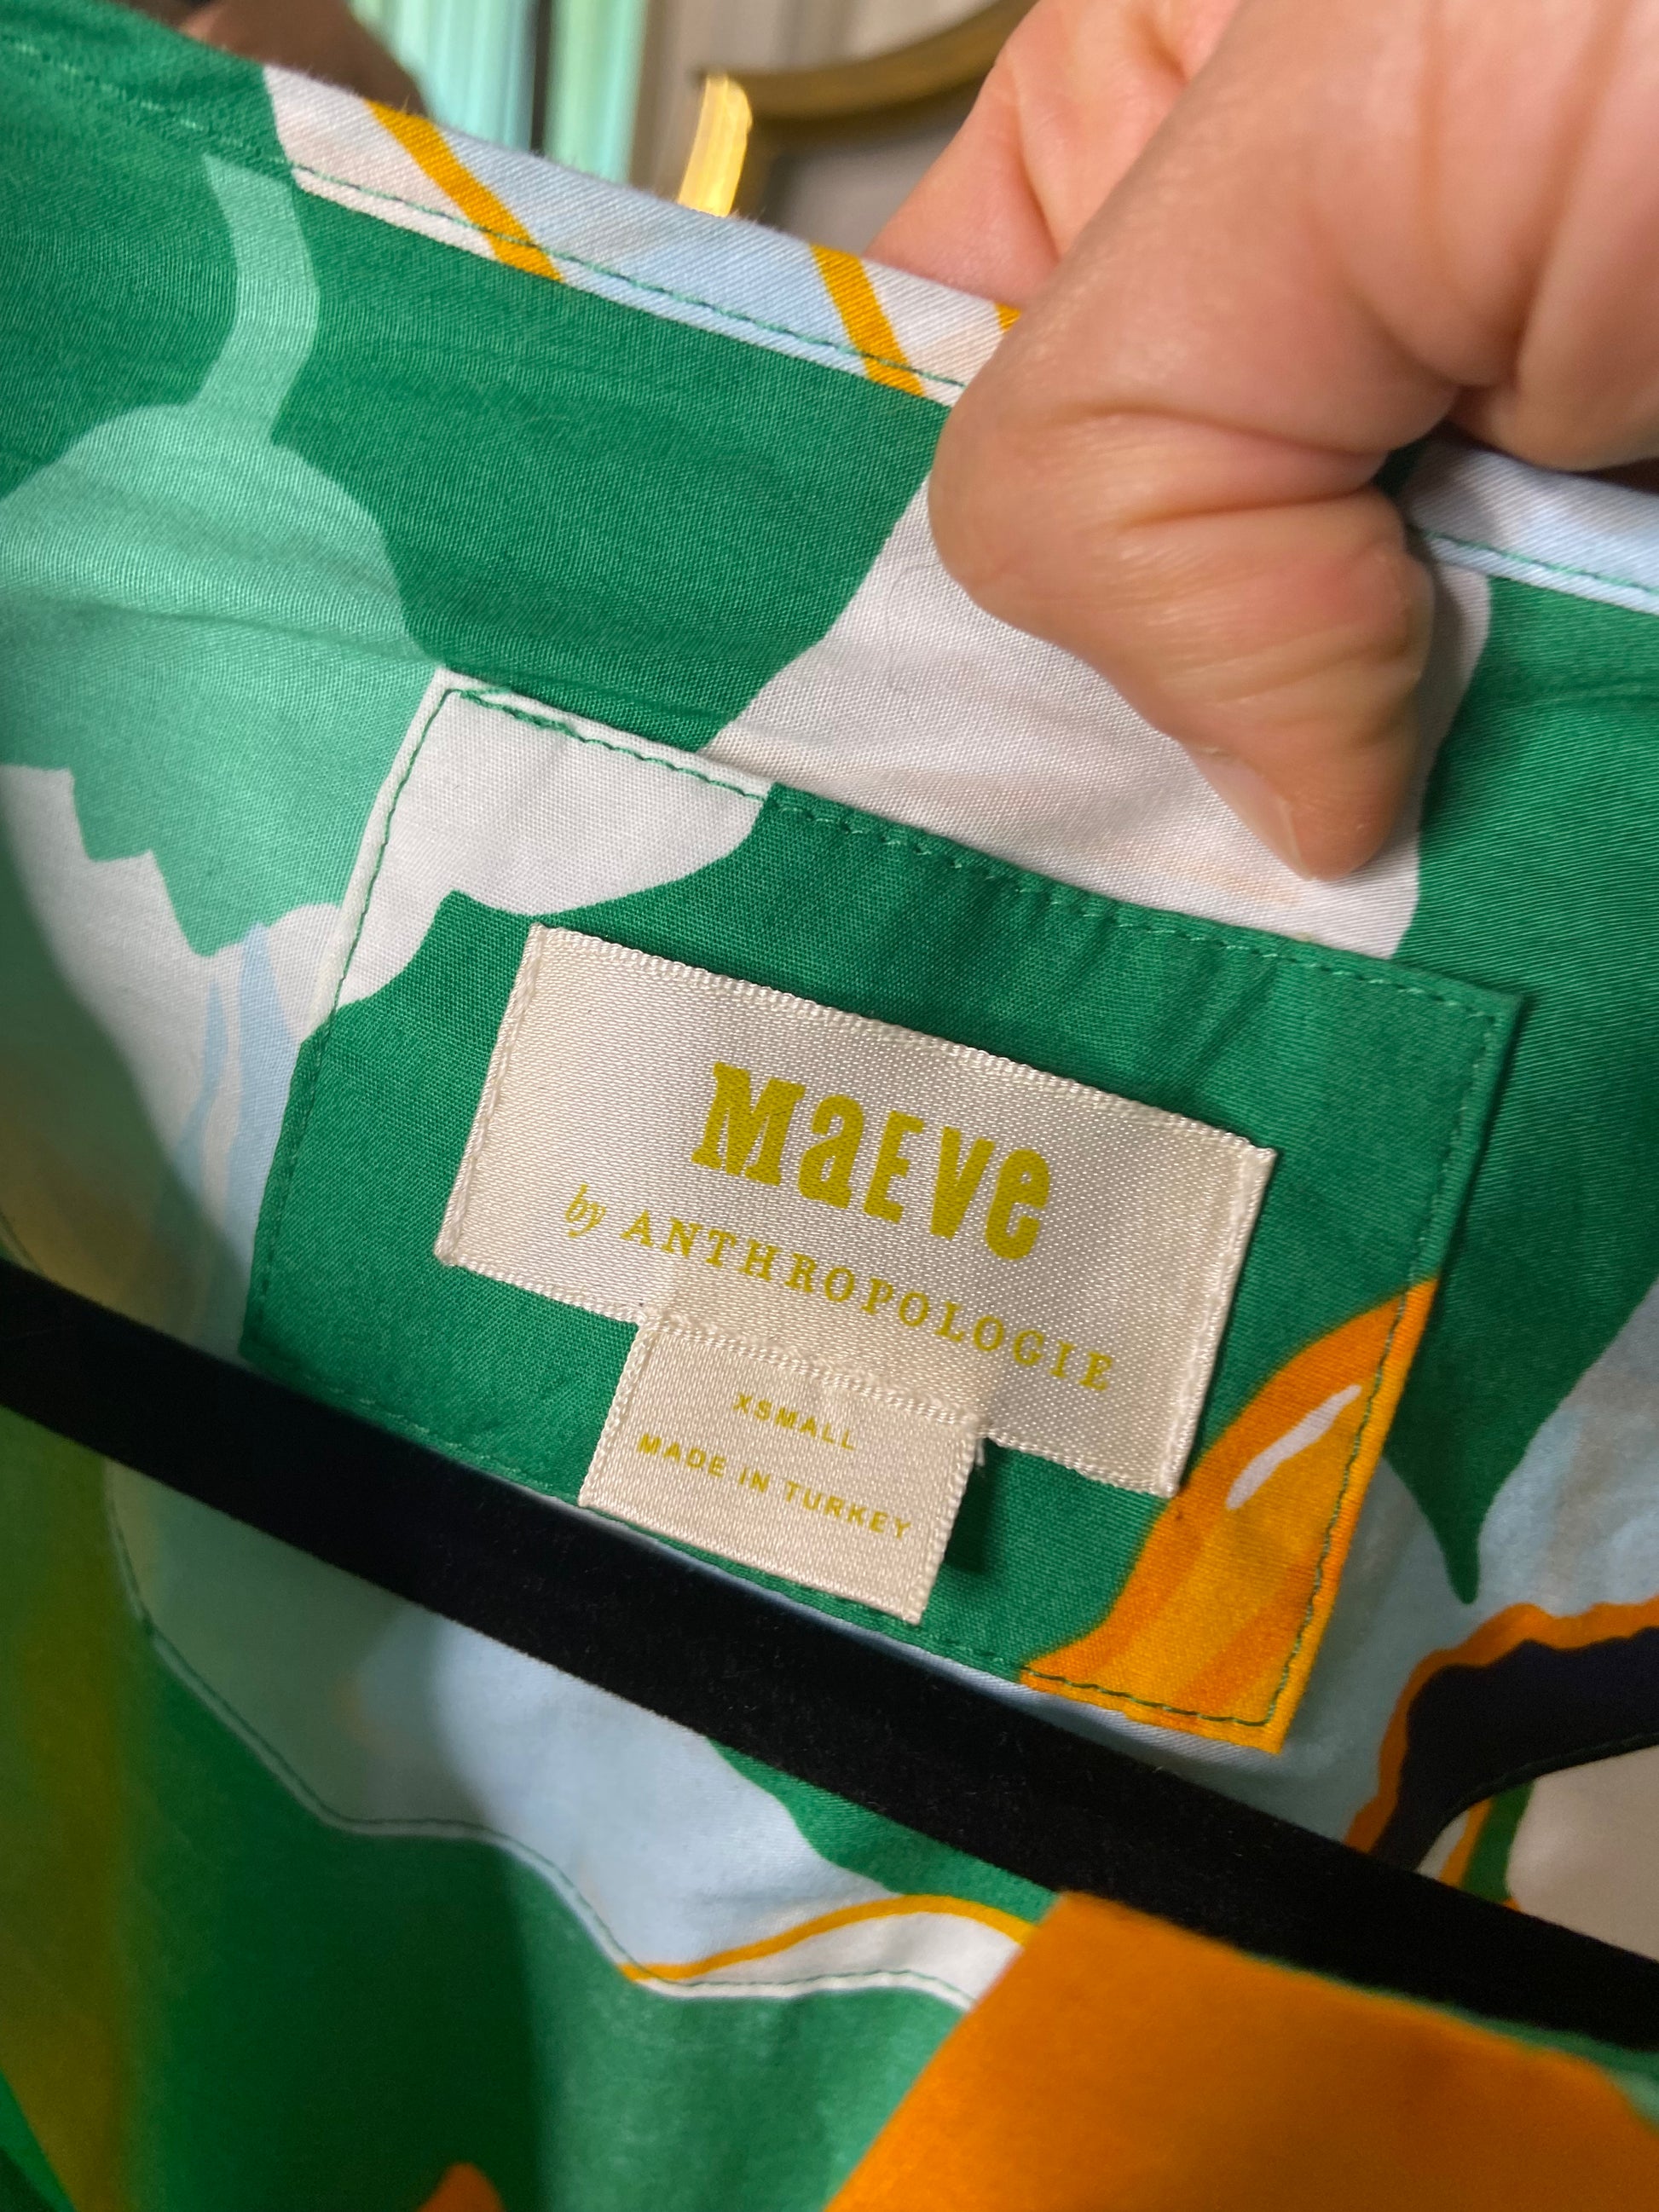 MaEVe
by ANTHROPOLOGIE
XSMALL
MADE IN TURKEY